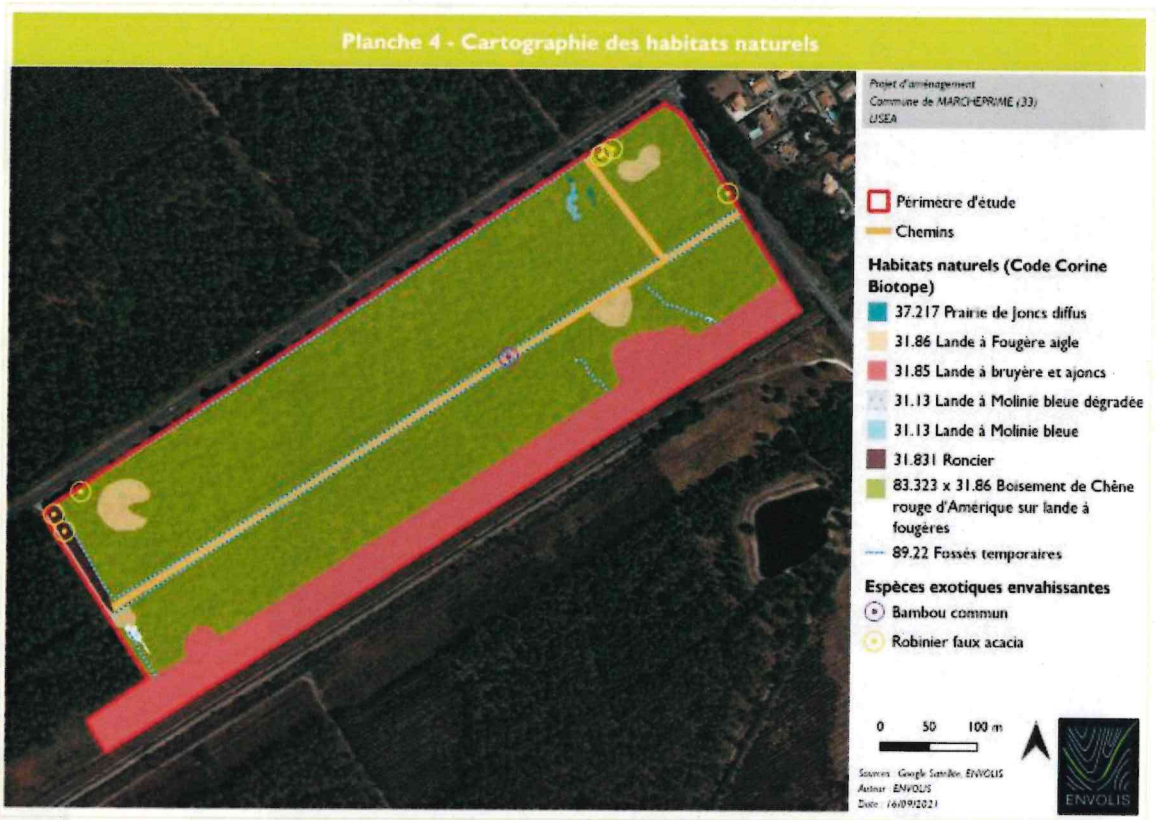 Planche 4 - Cartographie des habitats naturels
Projet d'aménagement
Commune de MARCHEPRIME (33)
LISEA
Périmètre d'étude
Chemins
Habitats naturels (Code Corine
Biotope)
37.217 Prairie de Joncs diffus
31.86 Lande à Fougère aigle
31.85 Lande à bruyère et ajoncs
31.13 Lande à Molinie bleue dégradée
31.13 Lande à Molinie bleue
31.831 Roncier
83.323 x 31.86 Boisement de Chêne
rouge d'Amérique sur lande à
fougères
89.22 Fossés temporaires
Espèces exotiques envahissantes
Bambou commun
Robinier faux acacia
0 50 100 m
Sources : Google Satellite, ENVOLIS
Auteur : ENVOLIS
Date : 16/09/2021
ENVOLIS